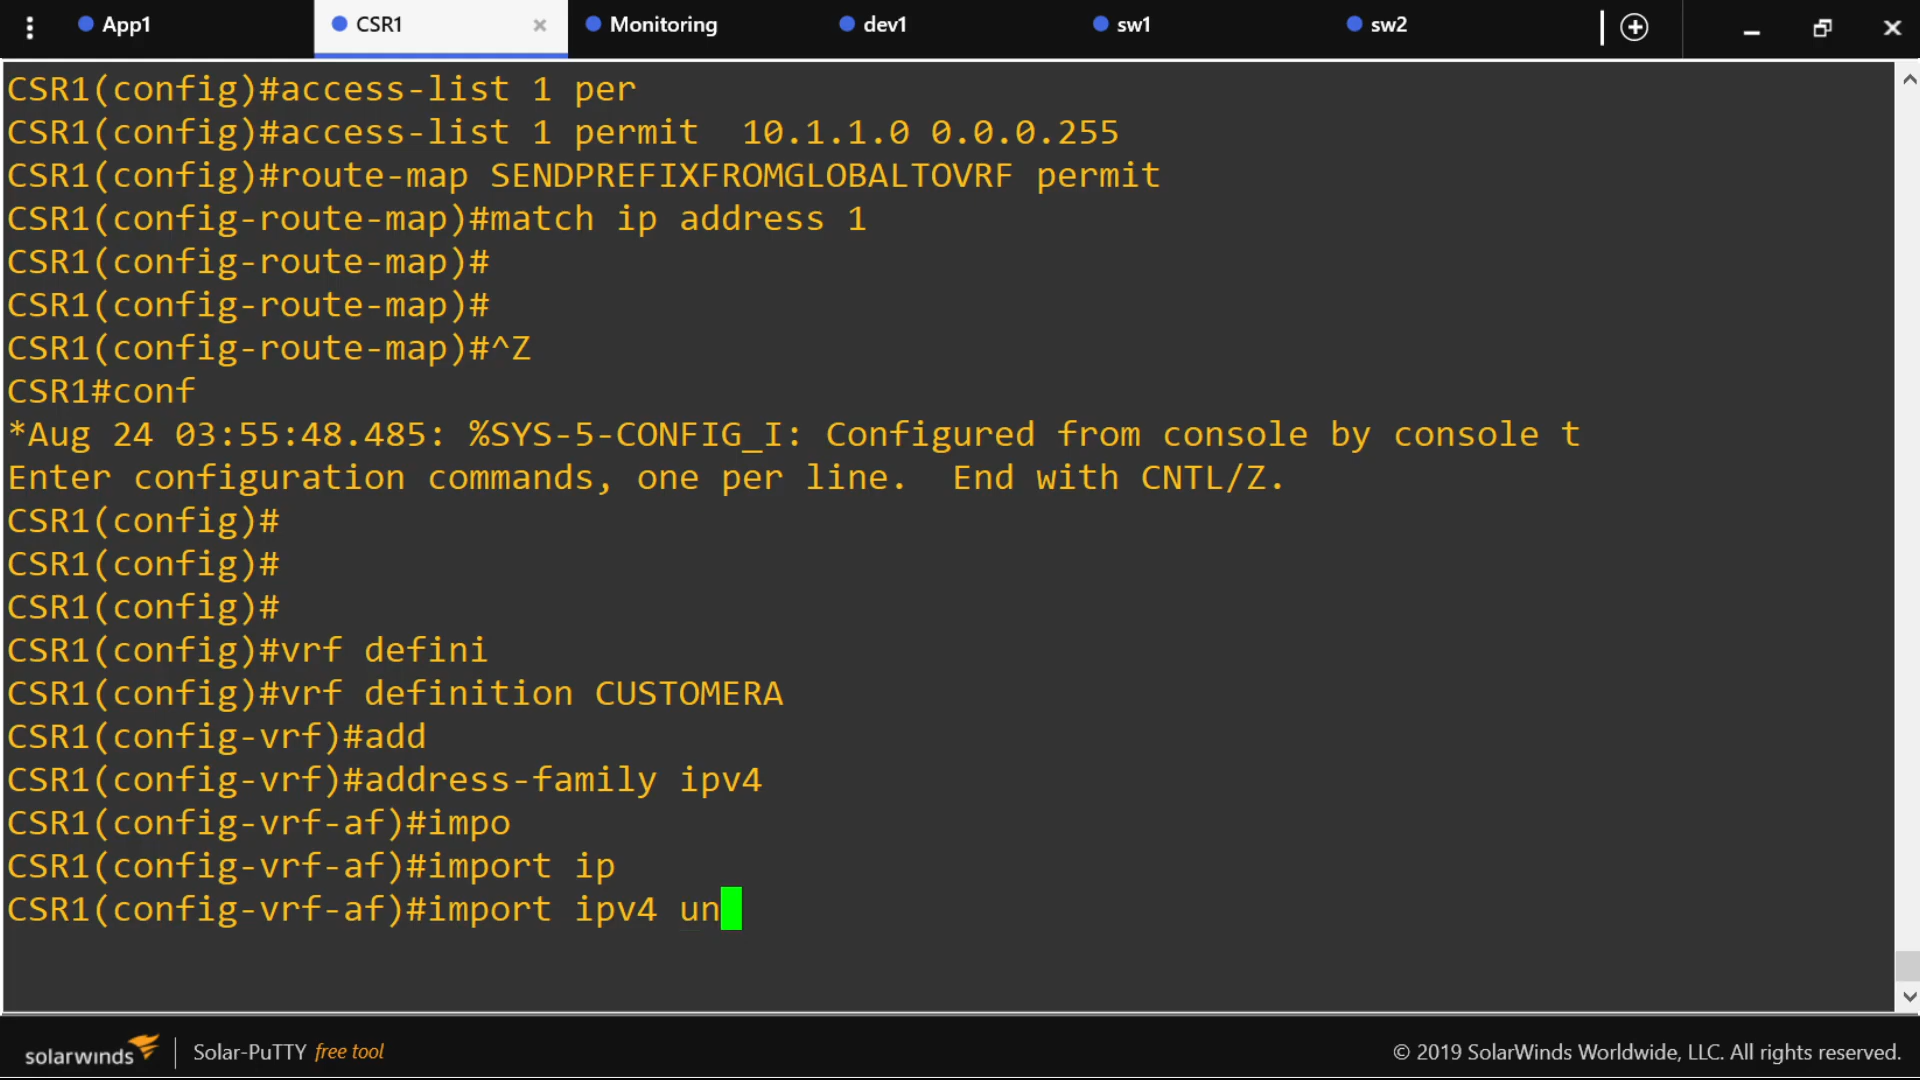 App1
CSR1
Monitoring
dev1
sw1
sw2
CSR1(config)#access-list 1 per
CSR1(config)#access-list 1 permit  10.1.1.0 0.0.0.255
CSR1(config)#route-map SENDPREFIXFROMGLOBALTOVRF permit
CSR1(config-route-map)#match ip address 1
CSR1(config-route-map)#
CSR1(config-route-map)#
CSR1(config-route-map)#^Z
CSR1#conf
*Aug 24 03:55:48.485: %SYS-5-CONFIG_I: Configured from console by console t
Enter configuration commands, one per line.  End with CNTL/Z.
CSR1(config)#
CSR1(config)#
CSR1(config)#
CSR1(config)#vrf defini
CSR1(config)#vrf definition CUSTOMERA
CSR1(config-vrf)#add
CSR1(config-vrf)#address-family ipv4
CSR1(config-vrf-af)#impo
CSR1(config-vrf-af)#import ip
CSR1(config-vrf-af)#import ipv4 un
solarwinds
Solar-PuTTY free tool
© 2019 SolarWinds Worldwide, LLC. All rights reserved.